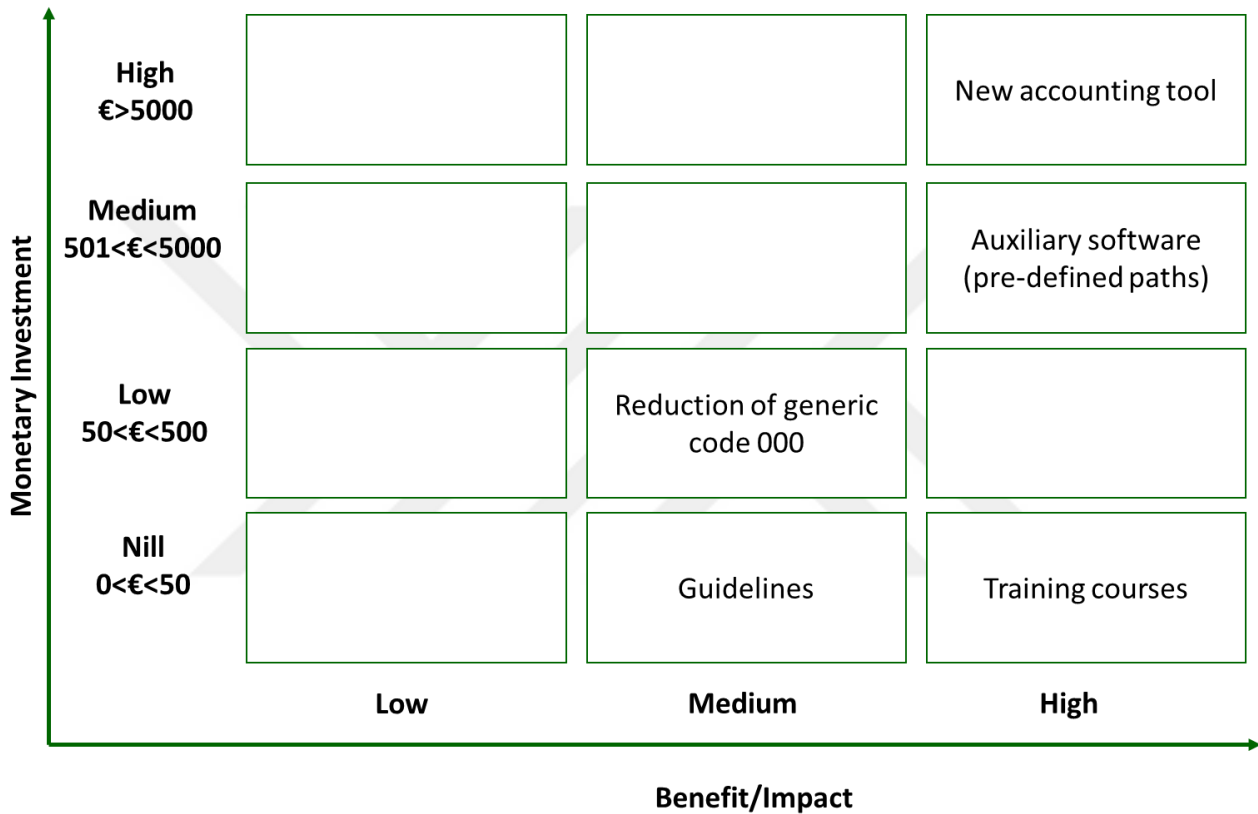 High
€>5000
New accounting tool
Medium
501<€<5000
Auxiliary software
(pre-defined paths)
Monetary Investment
Low
50<€<500
Reduction of generic
code 000
Nill
0<€<50
Guidelines
Training courses
Low
Medium
High
Benefit/Impact